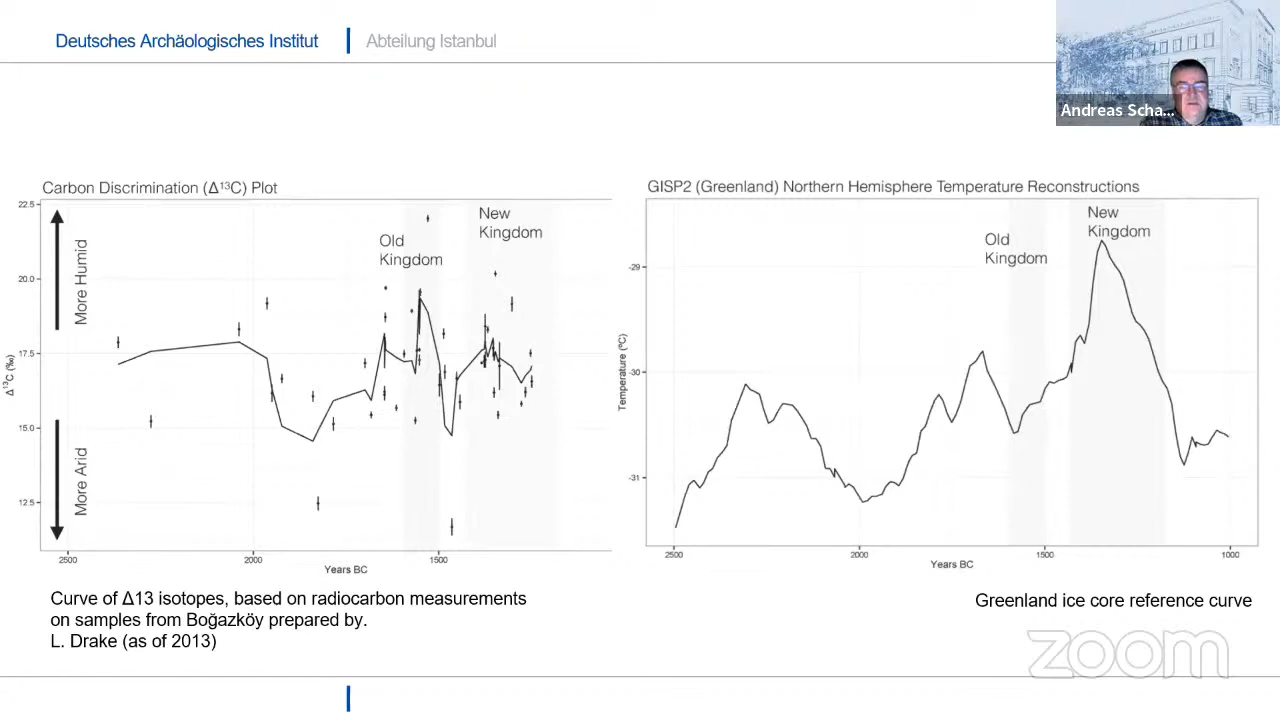 Deutsches Archäologisches Institut
Abteilung Istanbul
Andreas Scha...
Carbon Discrimination (Δ¹³C) Plot
22.5
20.0
17.5
15.0
12.5
Δ¹³C (‰)
More Humid
More Arid
Old
Kingdom
New
Kingdom
2500
2000
1500
Years BC
GISP2 (Greenland) Northern Hemisphere Temperature Reconstructions
-29
-30
-31
Temperature (ºC)
Old
Kingdom
New
Kingdom
2500
2000
1500
1000
Years BC
Curve of Δ13 isotopes, based on radiocarbon measurements
on samples from Boğazköy prepared by.
L. Drake (as of 2013)
Greenland ice core reference curve
zoom